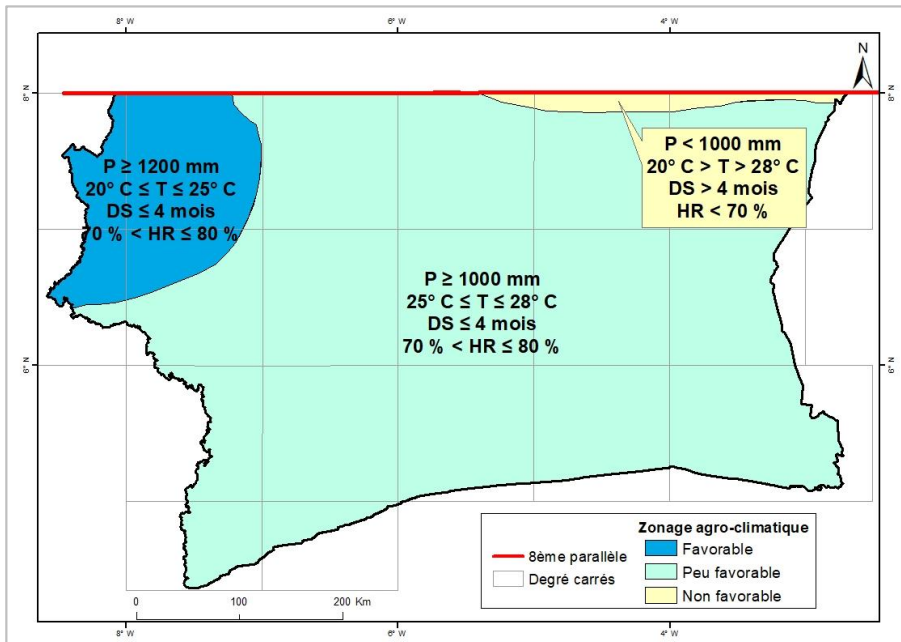 8° W
6° W
4° W
N
8° N
8° N
P ≥ 1200 mm
20° C ≤ T ≤ 25° C
DS ≤ 4 mois
70 % < HR ≤ 80 %
P < 1000 mm
20° C > T > 28° C
DS > 4 mois
HR < 70 %
P ≥ 1000 mm
25° C ≤ T ≤ 28° C
DS ≤ 4 mois
70 % < HR ≤ 80 %
6° N
6° N
8ème parallèle
Degré carrés
Zonage agro-climatique
Favorable
Peu favorable
Non favorable
0 100 200 Km
8° W
6° W
4° W